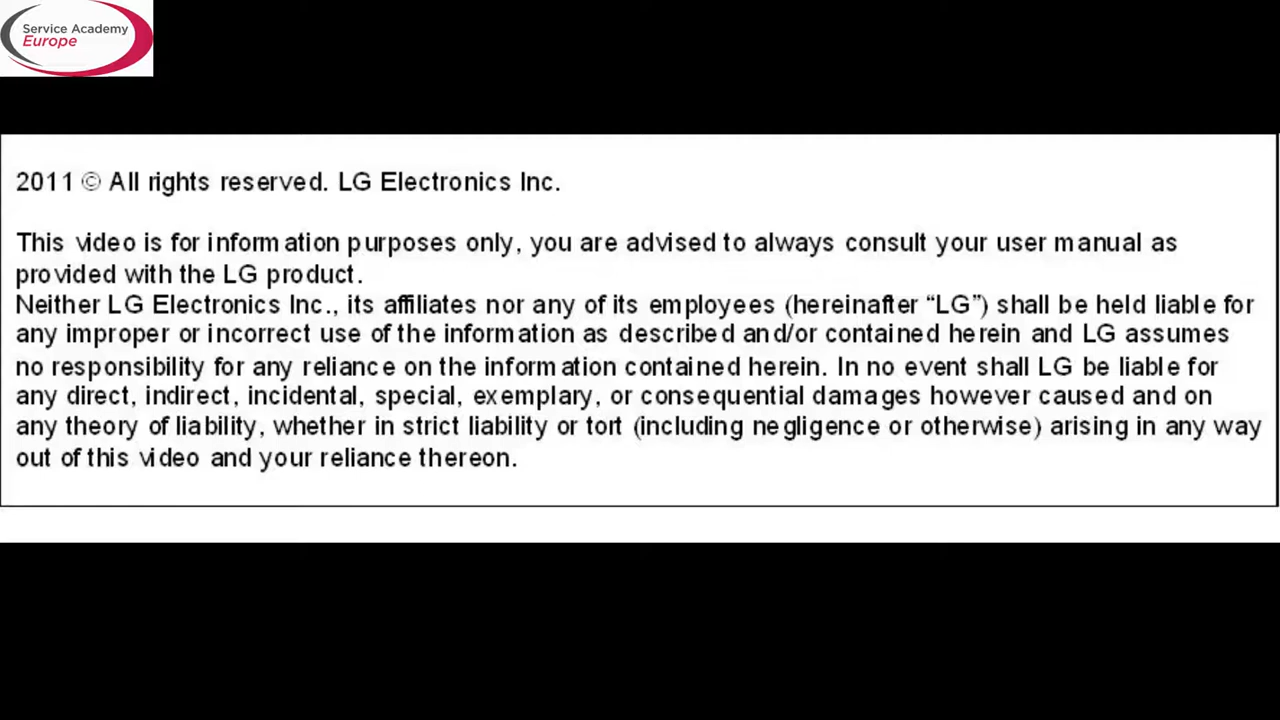 Service Academy
Europe
2011 © All rights reserved. LG Electronics Inc.
This video is for information purposes only, you are advised to always consult your user manual as
provided with the LG product.
Neither LG Electronics Inc., its affiliates nor any of its employees (hereinafter “LG”) shall be held liable for
any improper or incorrect use of the information as described and/or contained herein and LG assumes
no responsibility for any reliance on the information contained herein. In no event shall LG be liable for
any direct, indirect, incidental, special, exemplary, or consequential damages however caused and on
any theory of liability, whether in strict liability or tort (including negligence or otherwise) arising in any way
out of this video and your reliance thereon.